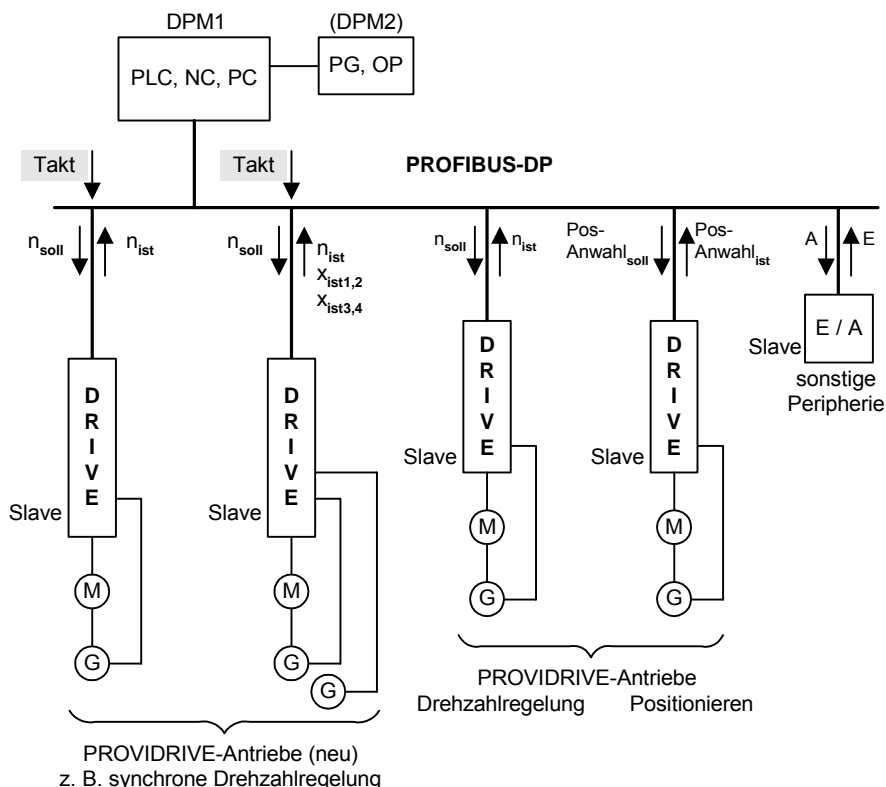 DPM1
(DPM2)
PLC, NC, PC
PG, OP
Takt
Takt
PROFIBUS-DP
nsoll
nist
nsoll
nist
xist1,2
xist3,4
nsoll
nist
Pos-
Anwahlsoll
Pos-
Anwahlist
A
E
DRIVE
DRIVE
DRIVE
DRIVE
E / A
Slave
sonstige
Peripherie
Slave
Slave
Slave
Slave
M
M
M
M
G
G
G
G
G
PROVIDRIVE-Antriebe
Drehzahlregelung
Positionieren
PROVIDRIVE-Antriebe (neu)
z. B. synchrone Drehzahlregelung